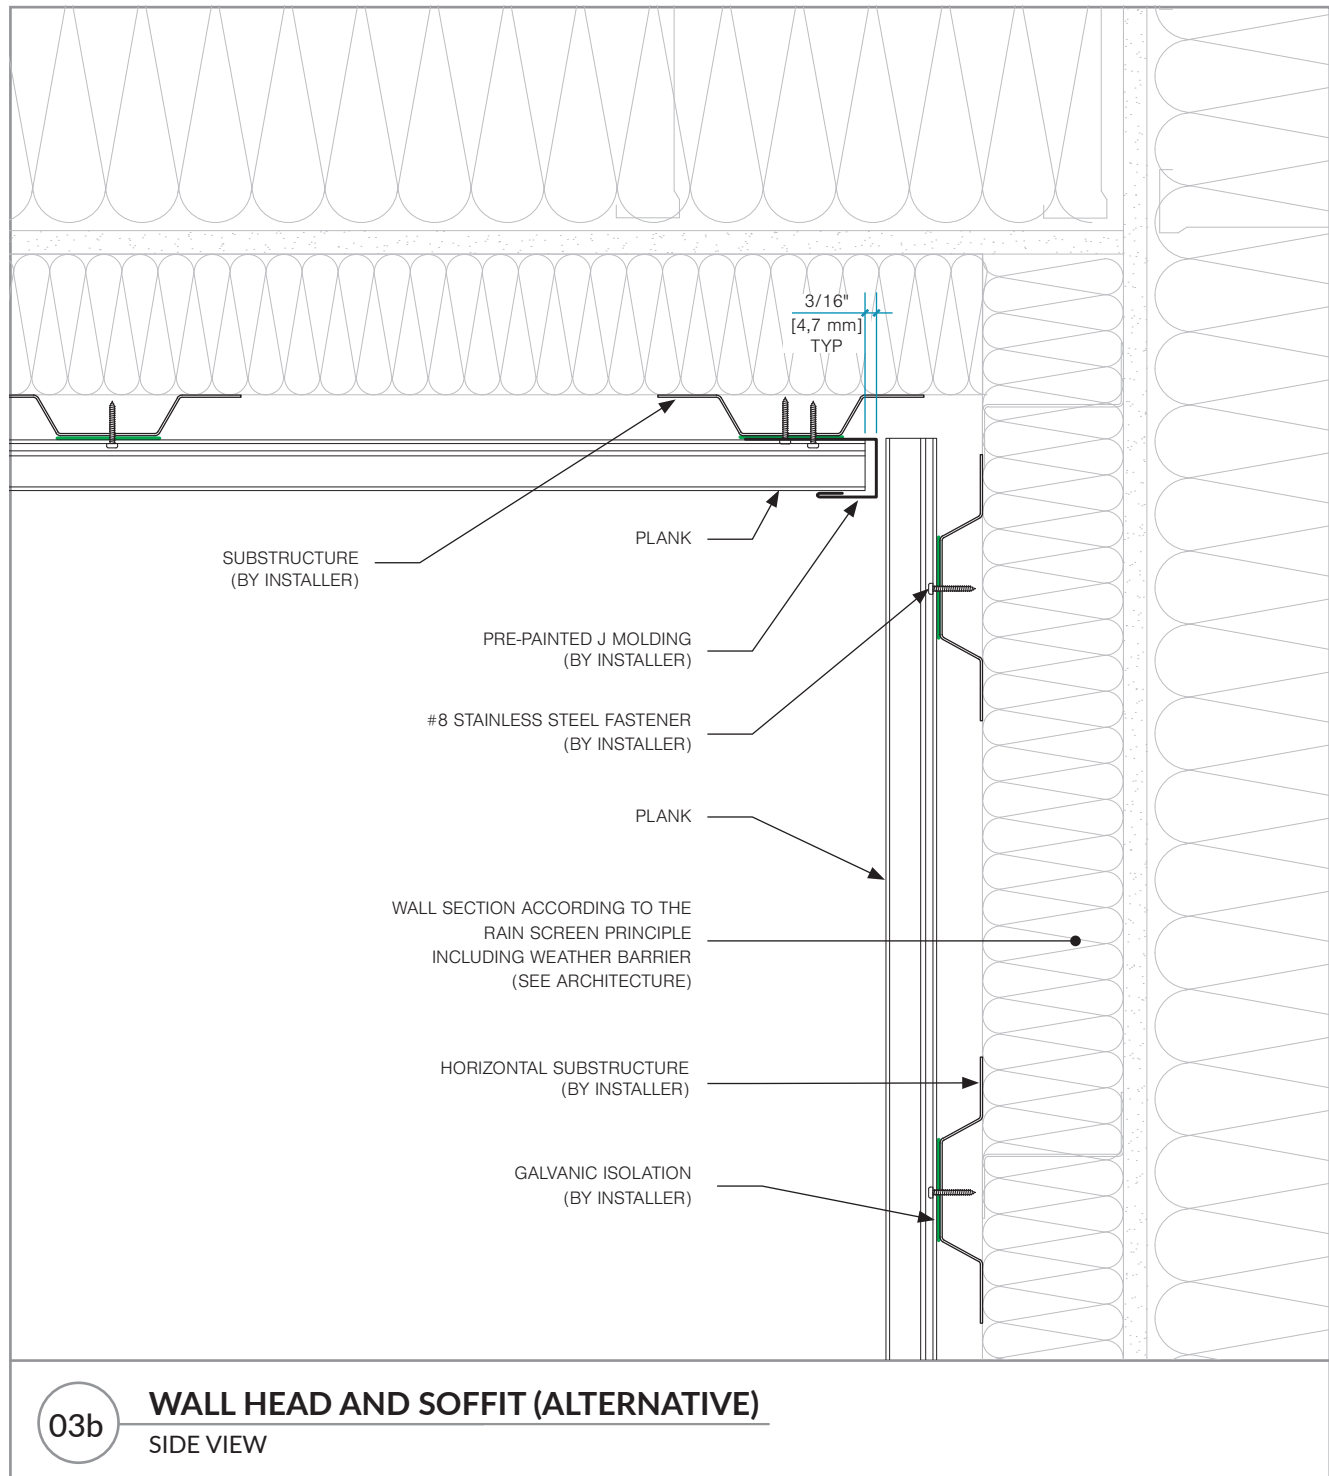 3/16"
[4,7 mm]
TYP
PLANK
SUBSTRUCTURE
(BY INSTALLER)
PRE-PAINTED J MOLDING
(BY INSTALLER)
#8 STAINLESS STEEL FASTENER
(BY INSTALLER)
PLANK
WALL SECTION ACCORDING TO THE
RAIN SCREEN PRINCIPLE
INCLUDING WEATHER BARRIER
(SEE ARCHITECTURE)
HORIZONTAL SUBSTRUCTURE
(BY INSTALLER)
GALVANIC ISOLATION
(BY INSTALLER)
03b
WALL HEAD AND SOFFIT (ALTERNATIVE)
SIDE VIEW